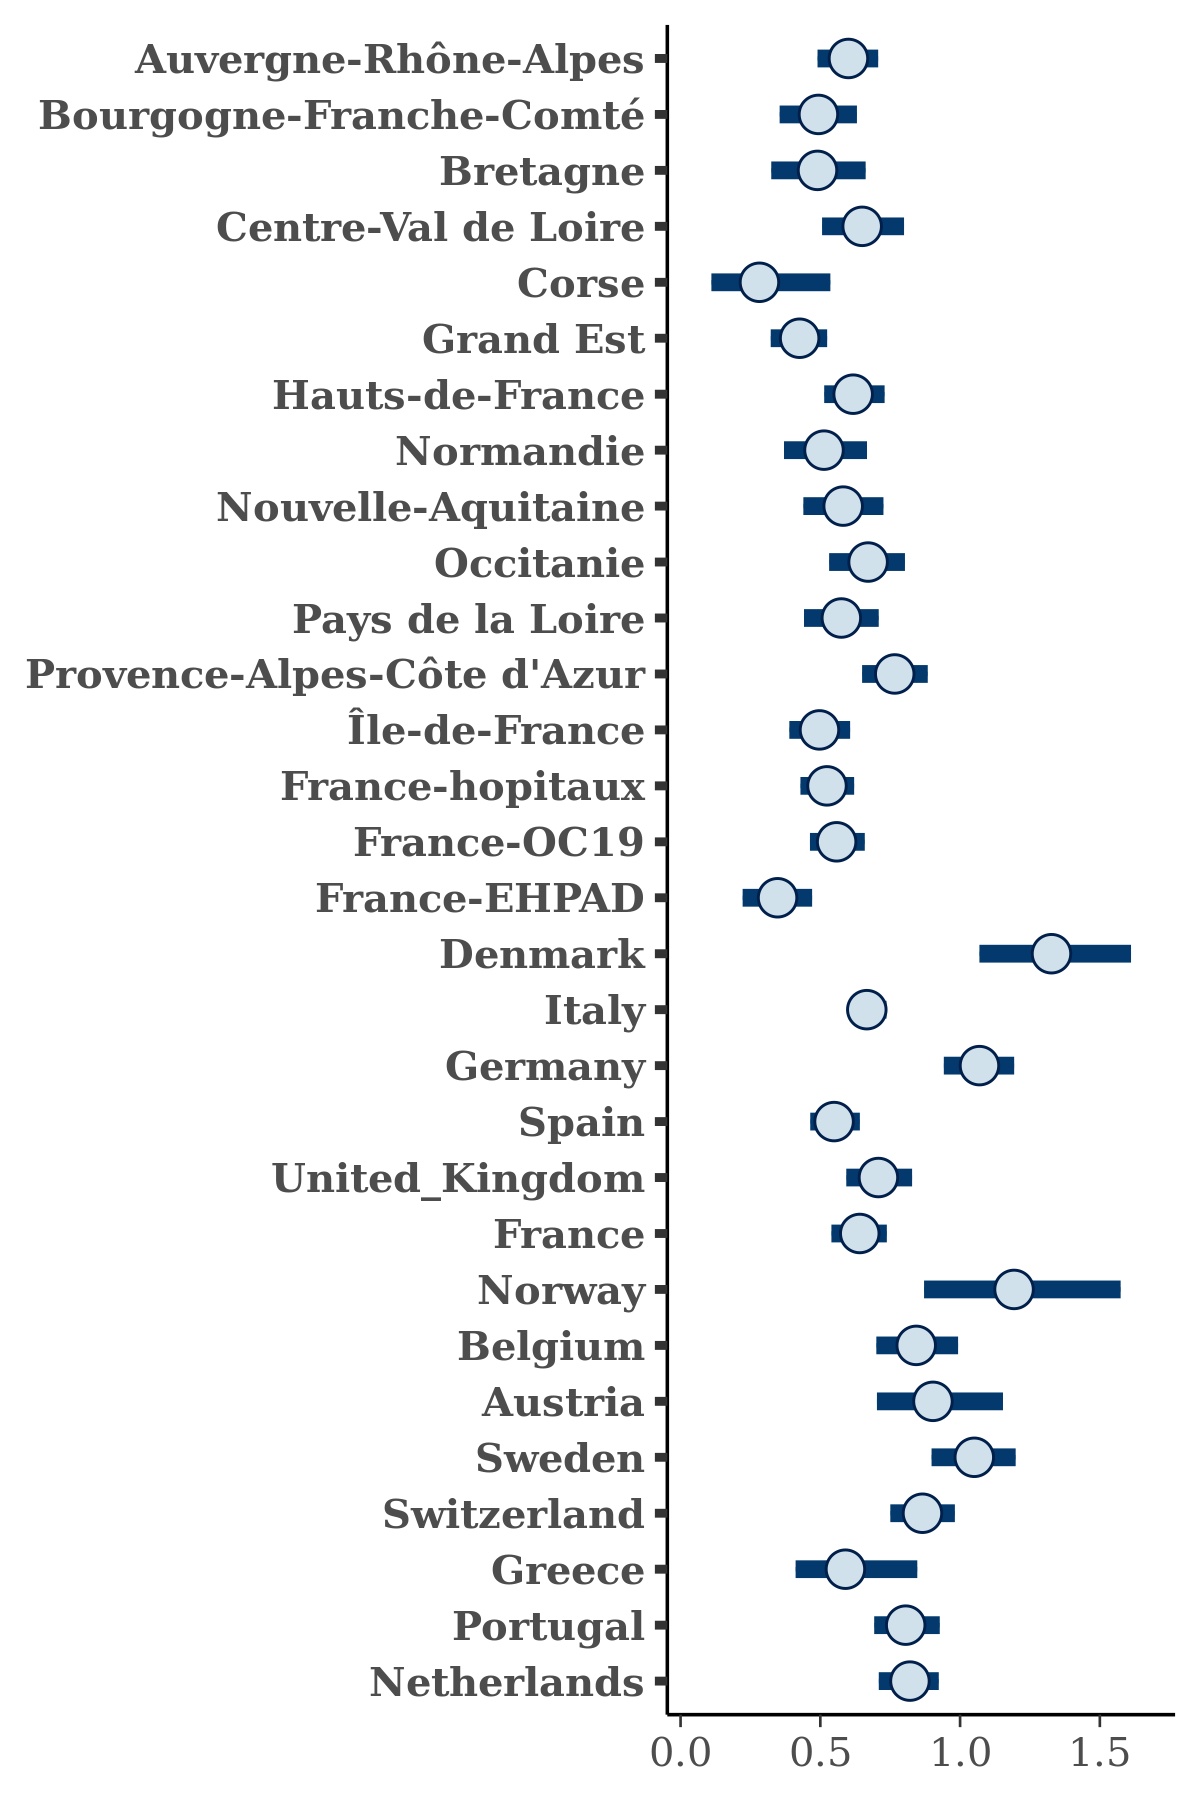 Auvergne-Rhône-Alpes
Bourgogne-Franche-Comté
Bretagne
Centre-Val de Loire
Corse
Grand Est
Hauts-de-France
Normandie
Nouvelle-Aquitaine
Occitanie
Pays de la Loire
Provence-Alpes-Côte d'Azur
Île-de-France
France-hopitaux
France-OC19
France-EHPAD
Denmark
Italy
Germany
Spain
United_Kingdom
France
Norway
Belgium
Austria
Sweden
Switzerland
Greece
Portugal
Netherlands
0.0 0.5 1.0 1.5